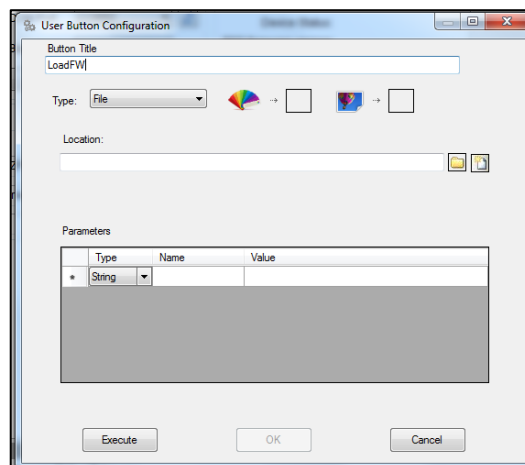 Device Status
User Button Configuration
Button Title
LoadFW
Type:
File
Location:
Parameters
Type Name Value
* String
Execute OK Cancel